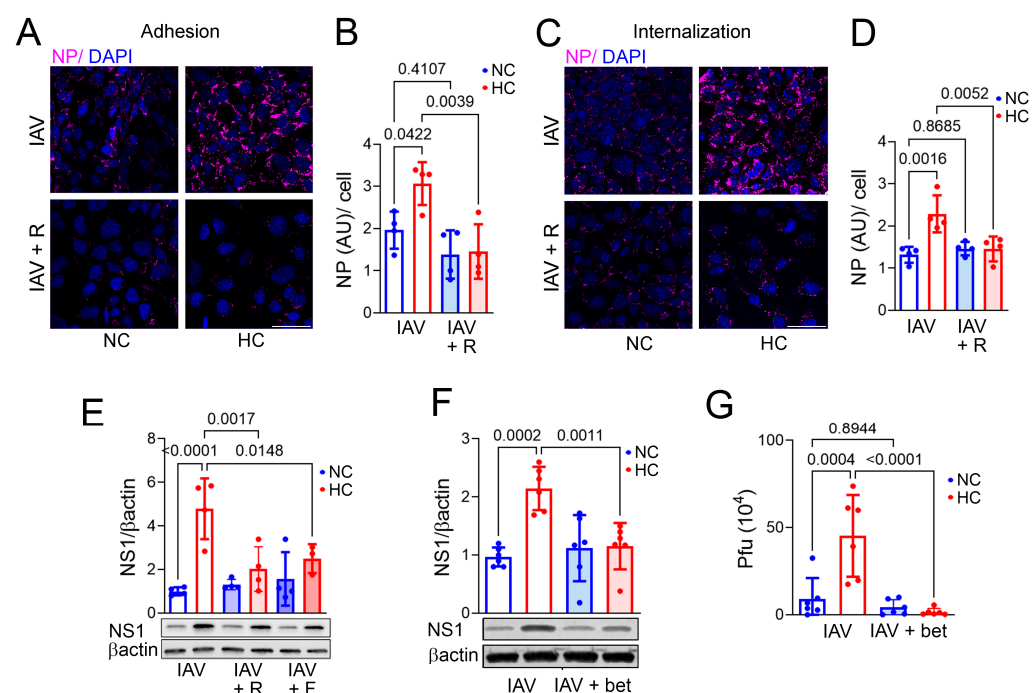 A
Adhesion
NP/ DAPI
IAV
IAV + R
NC
HC
B
NC
HC
0.4107
0.0039
0.0422
NP (AU)/ cell
4
3
2
1
0
IAV
IAV
+ R
C
Internalization
NP/ DAPI
IAV
IAV + R
NC
HC
D
NC
HC
0.0052
0.8685
0.0016
NP (AU)/ cell
4
3
2
1
0
IAV
IAV
+ R
E
0.0017
<0.0001
0.0148
NC
HC
NS1/βactin
8
6
4
2
0
NS1
βactin
IAV
IAV
+ R
IAV
+ F
F
0.0002
0.0011
NC
HC
NS1/βactin
3
2
1
0
NS1
βactin
IAV
IAV + bet
G
0.8944
0.0004
<0.0001
NC
HC
Pfu (10⁴)
100
50
0
IAV
IAV + bet